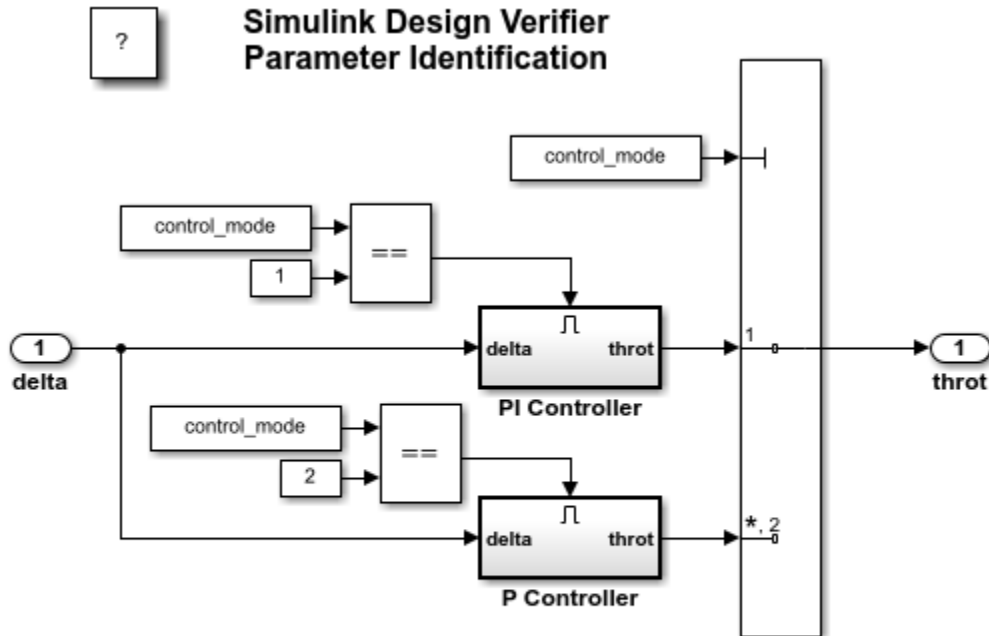 ?
Simulink Design Verifier
Parameter Identification
control_mode
control_mode
==
1
1
delta
delta
throt
PI Controller
1
1
throt
control_mode
==
2
delta
throt
P Controller
*, 2